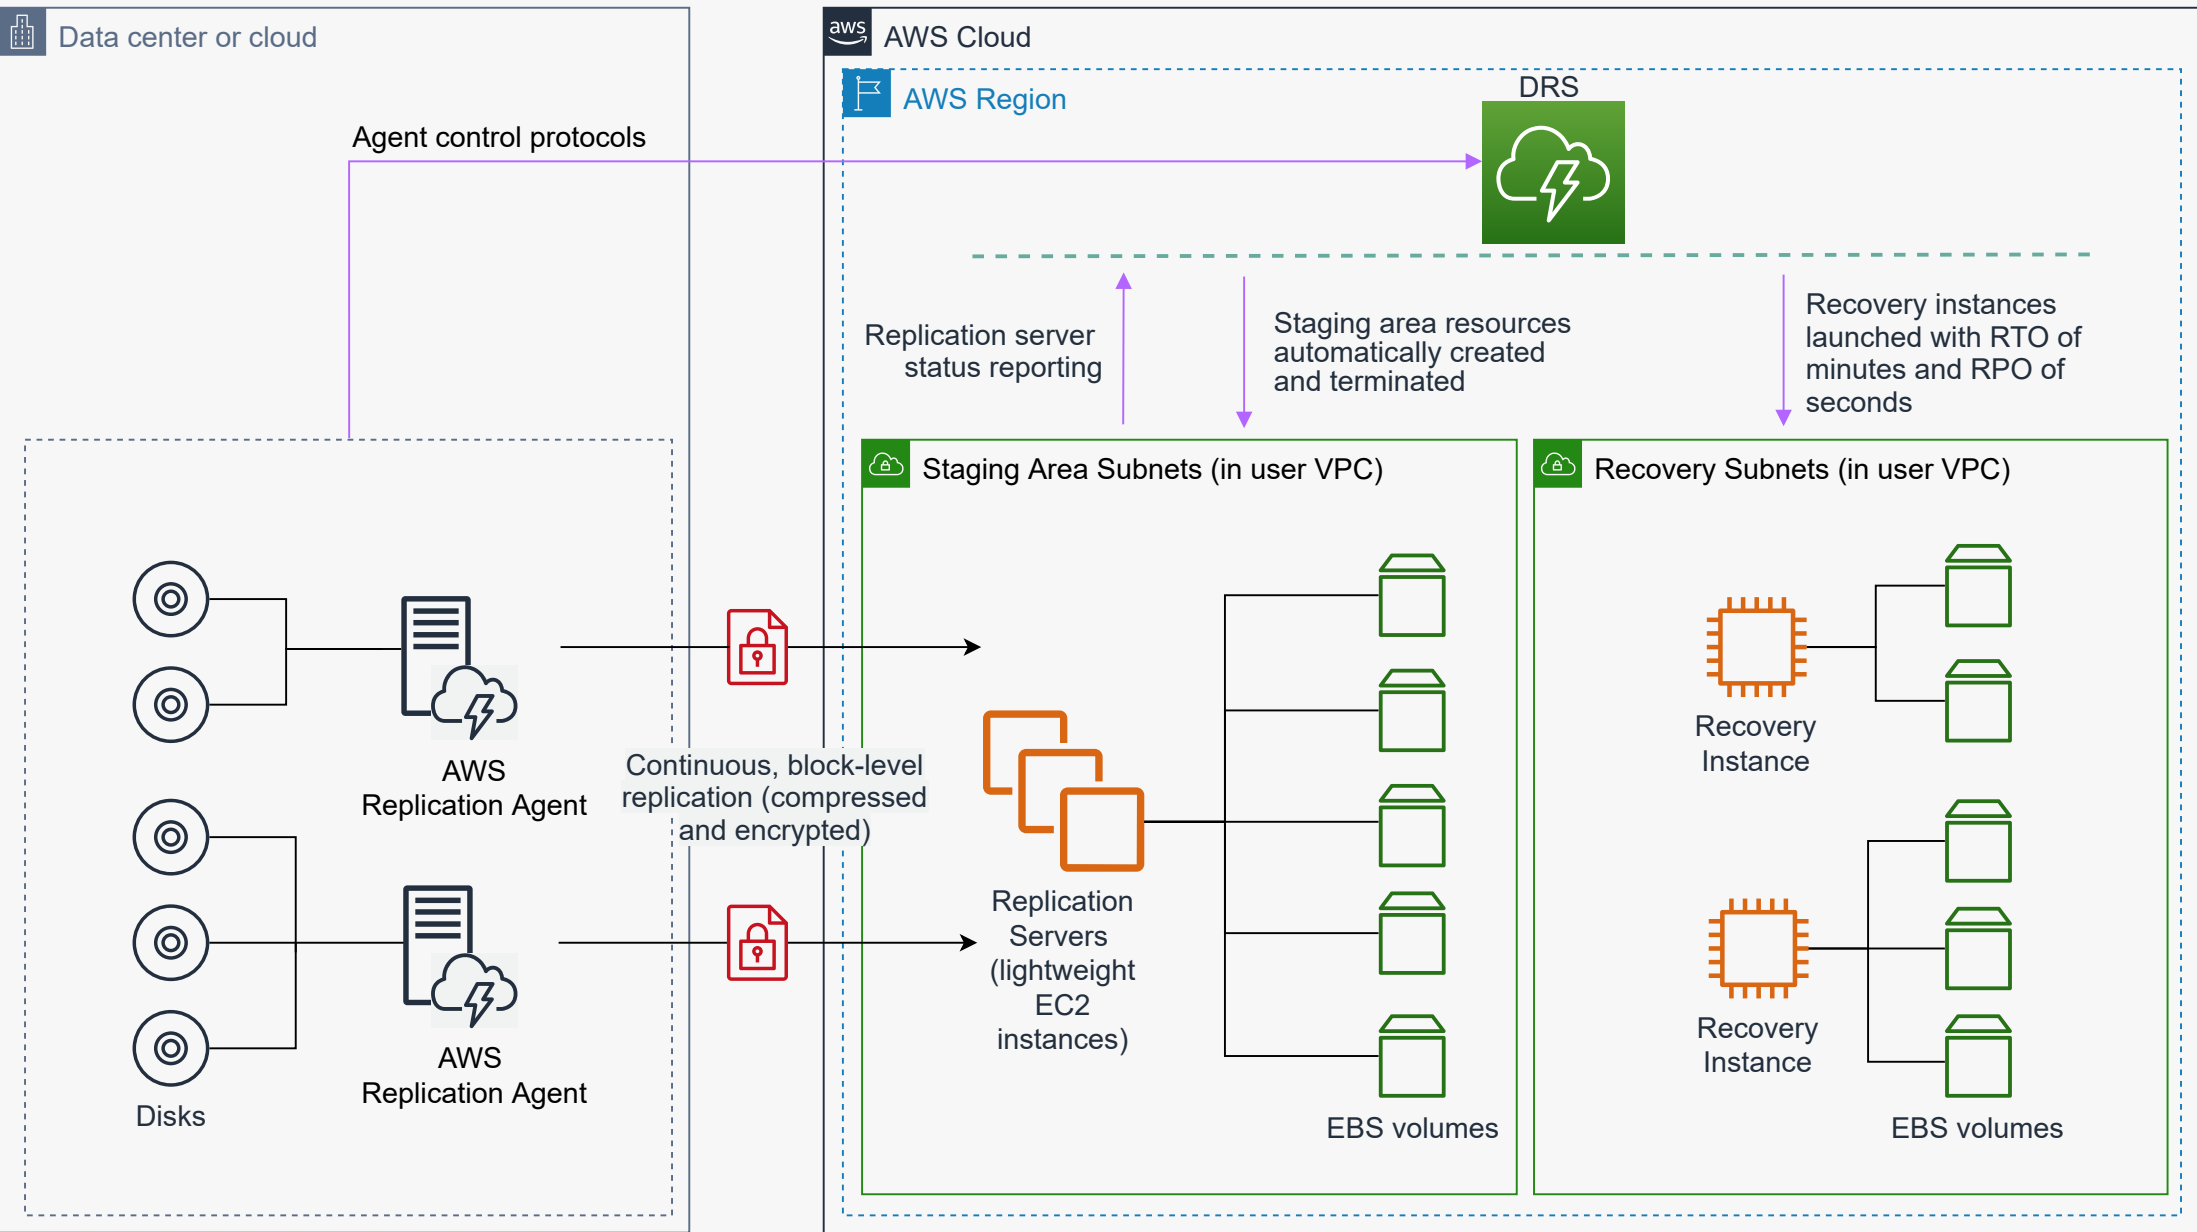 Data center or cloud
aws
AWS Cloud
AWS Region
DRS
Agent control protocols
Replication server
status reporting
Staging area resources
automatically created
and terminated
Recovery instances
launched with RTO of
minutes and RPO of
seconds
Staging Area Subnets (in user VPC)
Recovery Subnets (in user VPC)
AWS
Replication Agent
Continuous, block-level
replication (compressed
and encrypted)
AWS
Replication Agent
Disks
Replication
Servers
(lightweight
EC2
instances)
EBS volumes
Recovery
Instance
Recovery
Instance
EBS volumes